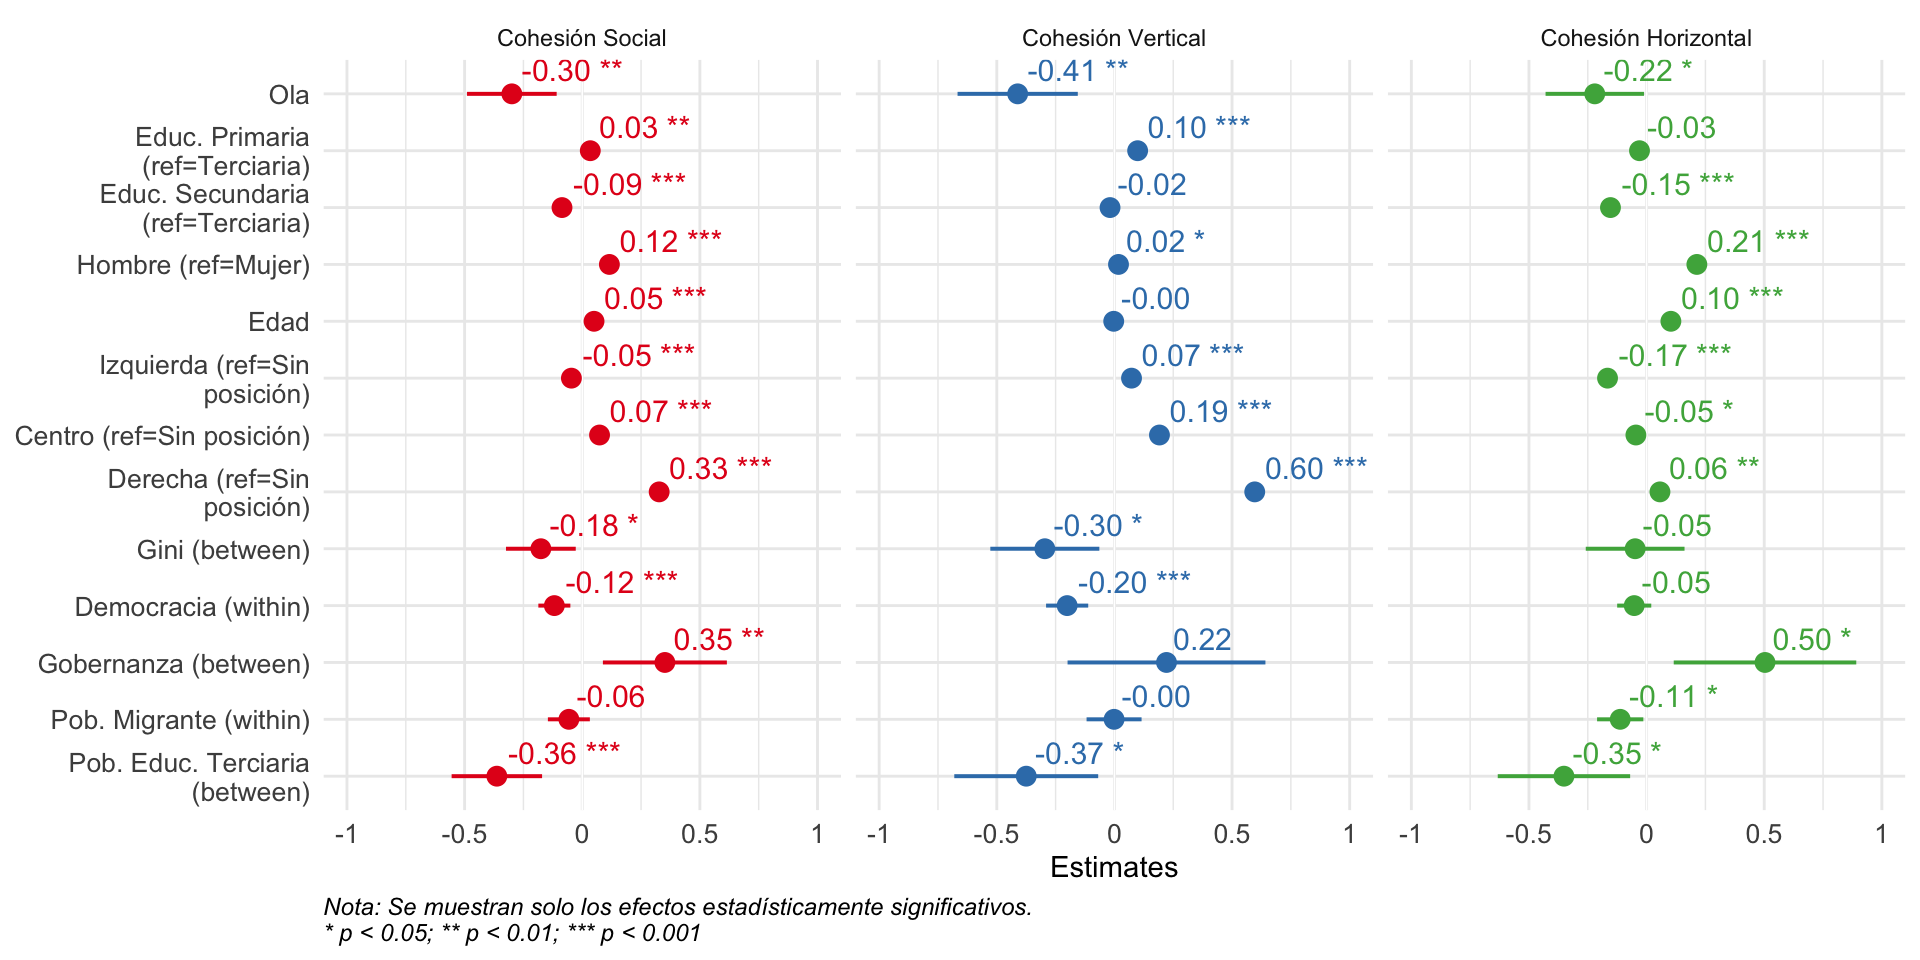 Cohesión Social
Cohesión Vertical
Cohesión Horizontal
Ola
-0.30 **
-0.41 **
-0.22 *
Educ. Primaria
(ref=Terciaria)
0.03 **
0.10 ***
-0.03
Educ. Secundaria
(ref=Terciaria)
-0.09 ***
-0.02
-0.15 ***
Hombre (ref=Mujer)
0.12 ***
0.02 *
0.21 ***
Edad
0.05 ***
-0.00
0.10 ***
Izquierda (ref=Sin
posición)
-0.05 ***
0.07 ***
-0.17 ***
Centro (ref=Sin posición)
0.07 ***
0.19 ***
-0.05 *
Derecha (ref=Sin
posición)
0.33 ***
0.60 ***
0.06 **
Gini (between)
-0.18 *
-0.30 *
-0.05
Democracia (within)
-0.12 ***
-0.20 ***
-0.05
Gobernanza (between)
0.35 **
0.22
0.50 *
Pob. Migrante (within)
-0.06
-0.00
-0.11 *
Pob. Educ. Terciaria
(between)
-0.36 ***
-0.37 *
-0.35 *
-1 -0.5 0 0.5 1
-1 -0.5 0 0.5 1
-1 -0.5 0 0.5 1
Estimates
Nota: Se muestran solo los efectos estadísticamente significativos.
* p < 0.05; ** p < 0.01; *** p < 0.001